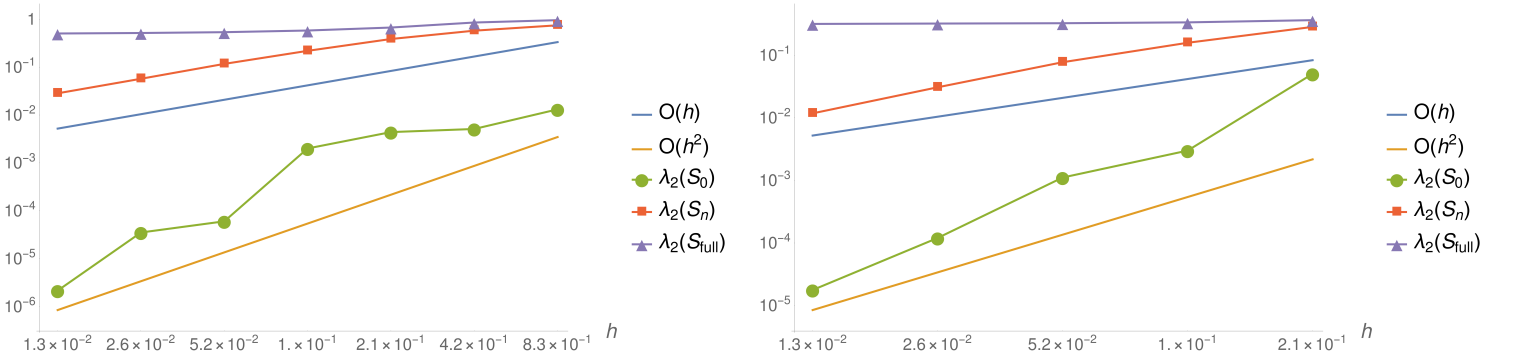 1
10⁻¹
10⁻²
10⁻³
10⁻⁴
10⁻⁵
10⁻⁶
1.3×10⁻² 2.6×10⁻² 5.2×10⁻² 1.×10⁻¹ 2.1×10⁻¹ 4.2×10⁻¹ 8.3×10⁻¹
h
O(h)
O(h²)
λ₂(S₀)
λ₂(Sₙ)
λ₂(S_full)
10⁻¹
10⁻²
10⁻³
10⁻⁴
10⁻⁵
1.3×10⁻² 2.6×10⁻² 5.2×10⁻² 1.×10⁻¹ 2.1×10⁻¹
h
O(h)
O(h²)
λ₂(S₀)
λ₂(Sₙ)
λ₂(S_full)